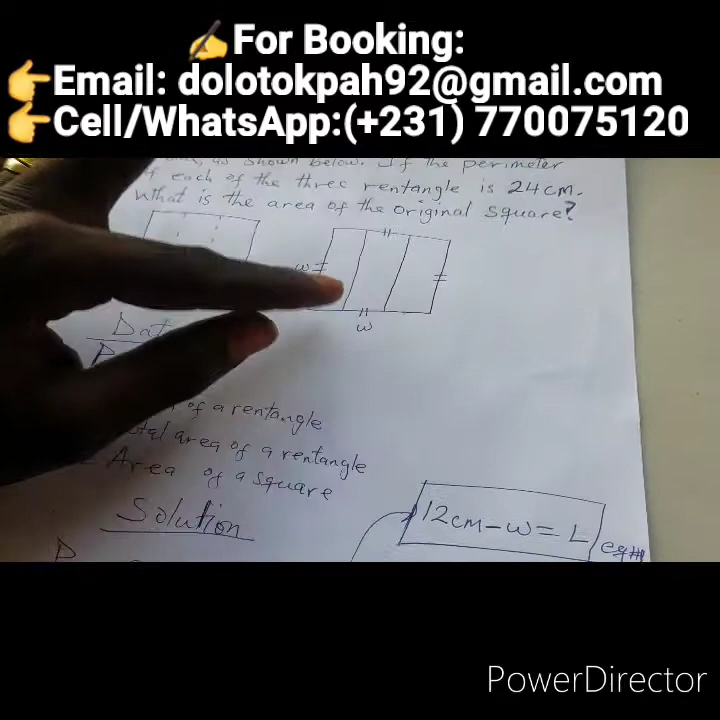 ✍For Booking:
👉Email: dolotokpah92@gmail.com
👉Cell/WhatsApp:(+231) 770075120
as shown below. If the perimeter
of each of the three rentangle is 24cm.
What is the area of the original square?
w
w
Dat
P
of a rentangle
tal area of a rentangle
= Area of a square
Solution
12cm-w=L
P
PowerDirector